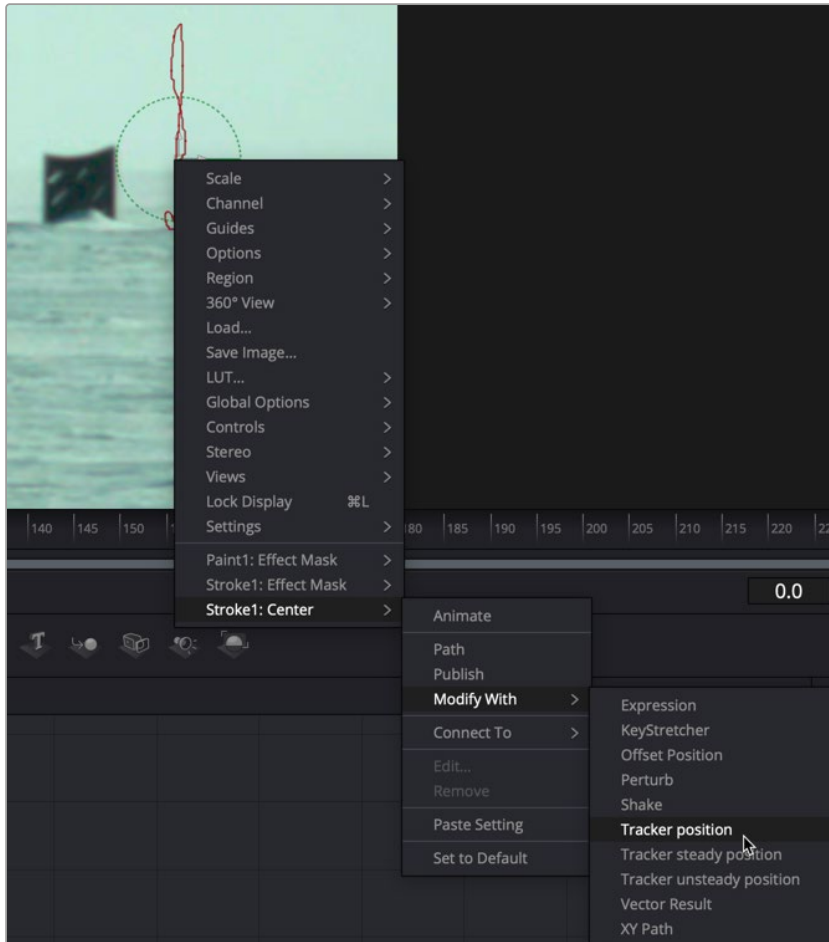 Scale >
Channel >
Guides >
Options >
Region >
360° View >
Load...
Save Image...
LUT... >
Global Options >
Controls >
Stereo >
Views >
Lock Display ⌘L
Settings >
140 145 150 80 185 190 195 200 205 210 215 220 22
Paint1: Effect Mask >
Stroke1: Effect Mask >
Stroke1: Center >
0.0
T
Animate
Path
Publish
Modify With >
Connect To >
Edit...
Remove
Paste Setting
Set to Default
Expression
KeyStretcher
Offset Position
Perturb
Shake
Tracker position
Tracker steady position
Tracker unsteady position
Vector Result
XY Path